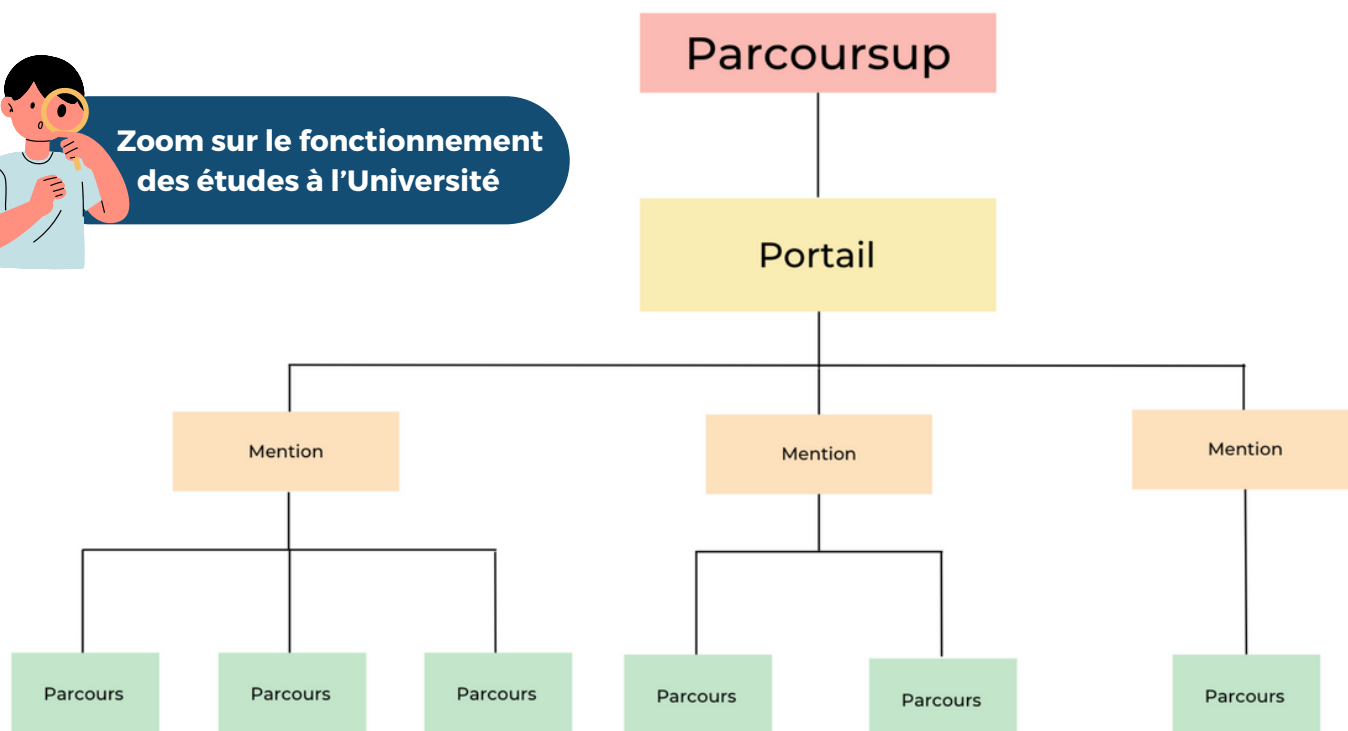 Parcoursup
Zoom sur le fonctionnement
des études à l’Université
Portail
Mention
Mention
Mention
Parcours
Parcours
Parcours
Parcours
Parcours
Parcours